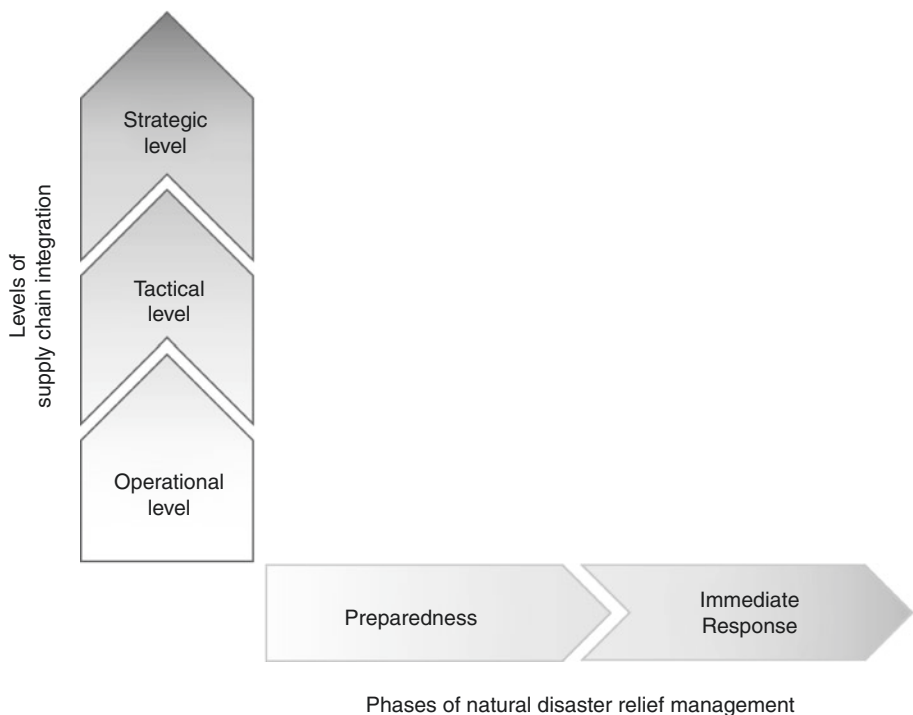 Strategic
level
Levels of
supply chain integration
Tactical
level
Operational
level
Preparedness
Immediate
Response
Phases of natural disaster relief management